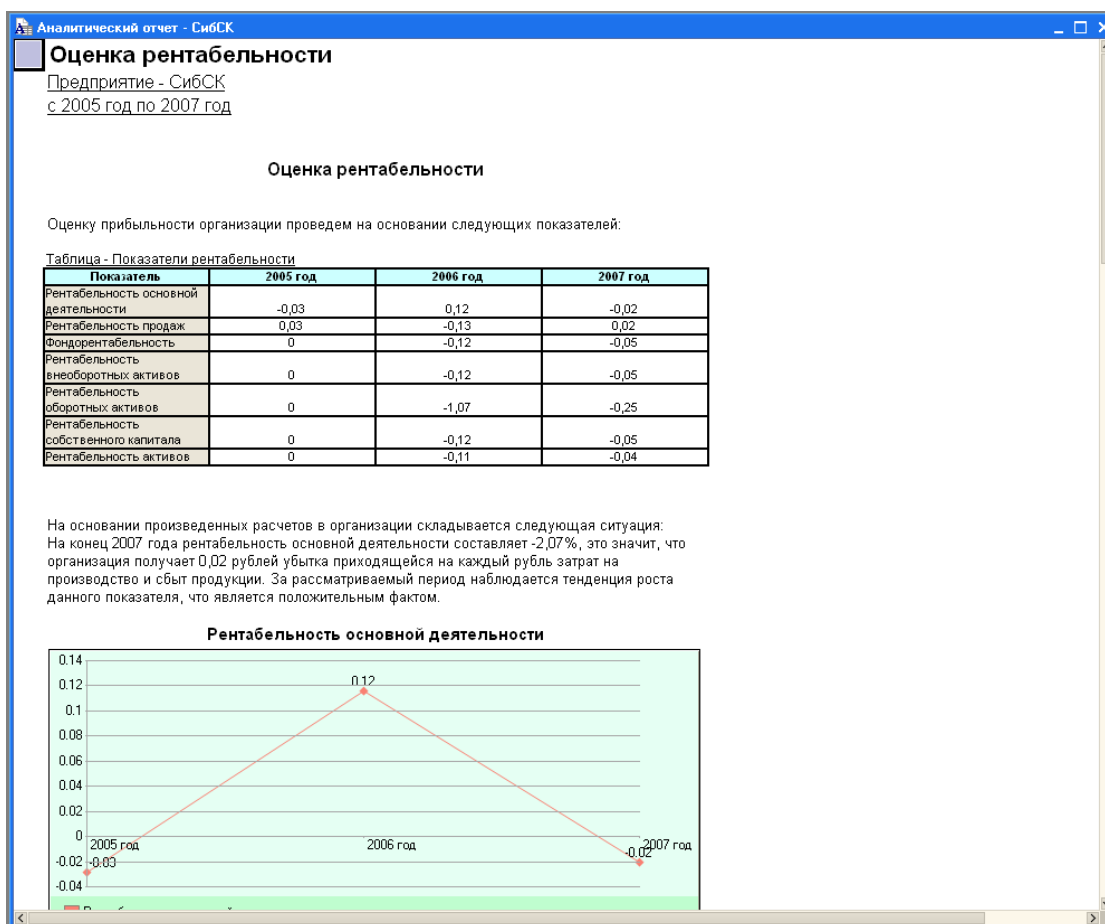 Аналитический отчет - СибСК
Оценка рентабельности
Предприятие - СибСК
с 2005 год по 2007 год
Оценка рентабельности
Оценку прибыльности организации проведем на основании следующих показателей:
Таблица - Показатели рентабельности
Показатель 2005 год 2006 год 2007 год
Рентабельность основной
деятельности -0,03 0,12 -0,02
Рентабельность продаж 0,03 -0,13 0,02
Фондорентабельность 0 -0,12 -0,05
Рентабельность
внеоборотных активов 0 -0,12 -0,05
Рентабельность
оборотных активов 0 -1,07 -0,25
Рентабельность
собственного капитала 0 -0,12 -0,05
Рентабельность активов 0 -0,11 -0,04
На основании произведенных расчетов в организации складывается следующая ситуация:
На конец 2007 года рентабельность основной деятельности составляет -2,07%, это значит, что
организация получает 0,02 рублей убытка приходящейся на каждый рубль затрат на
производство и сбыт продукции. За рассматриваемый период наблюдается тенденция роста
данного показателя, что является положительным фактом.
Рентабельность основной деятельности
0.14
0.12 0.12
0.1
0.08
0.06
0.04
0.02
0
2005 год 2006 год 2007 год
-0.02 -0.03 -0.02
-0.04